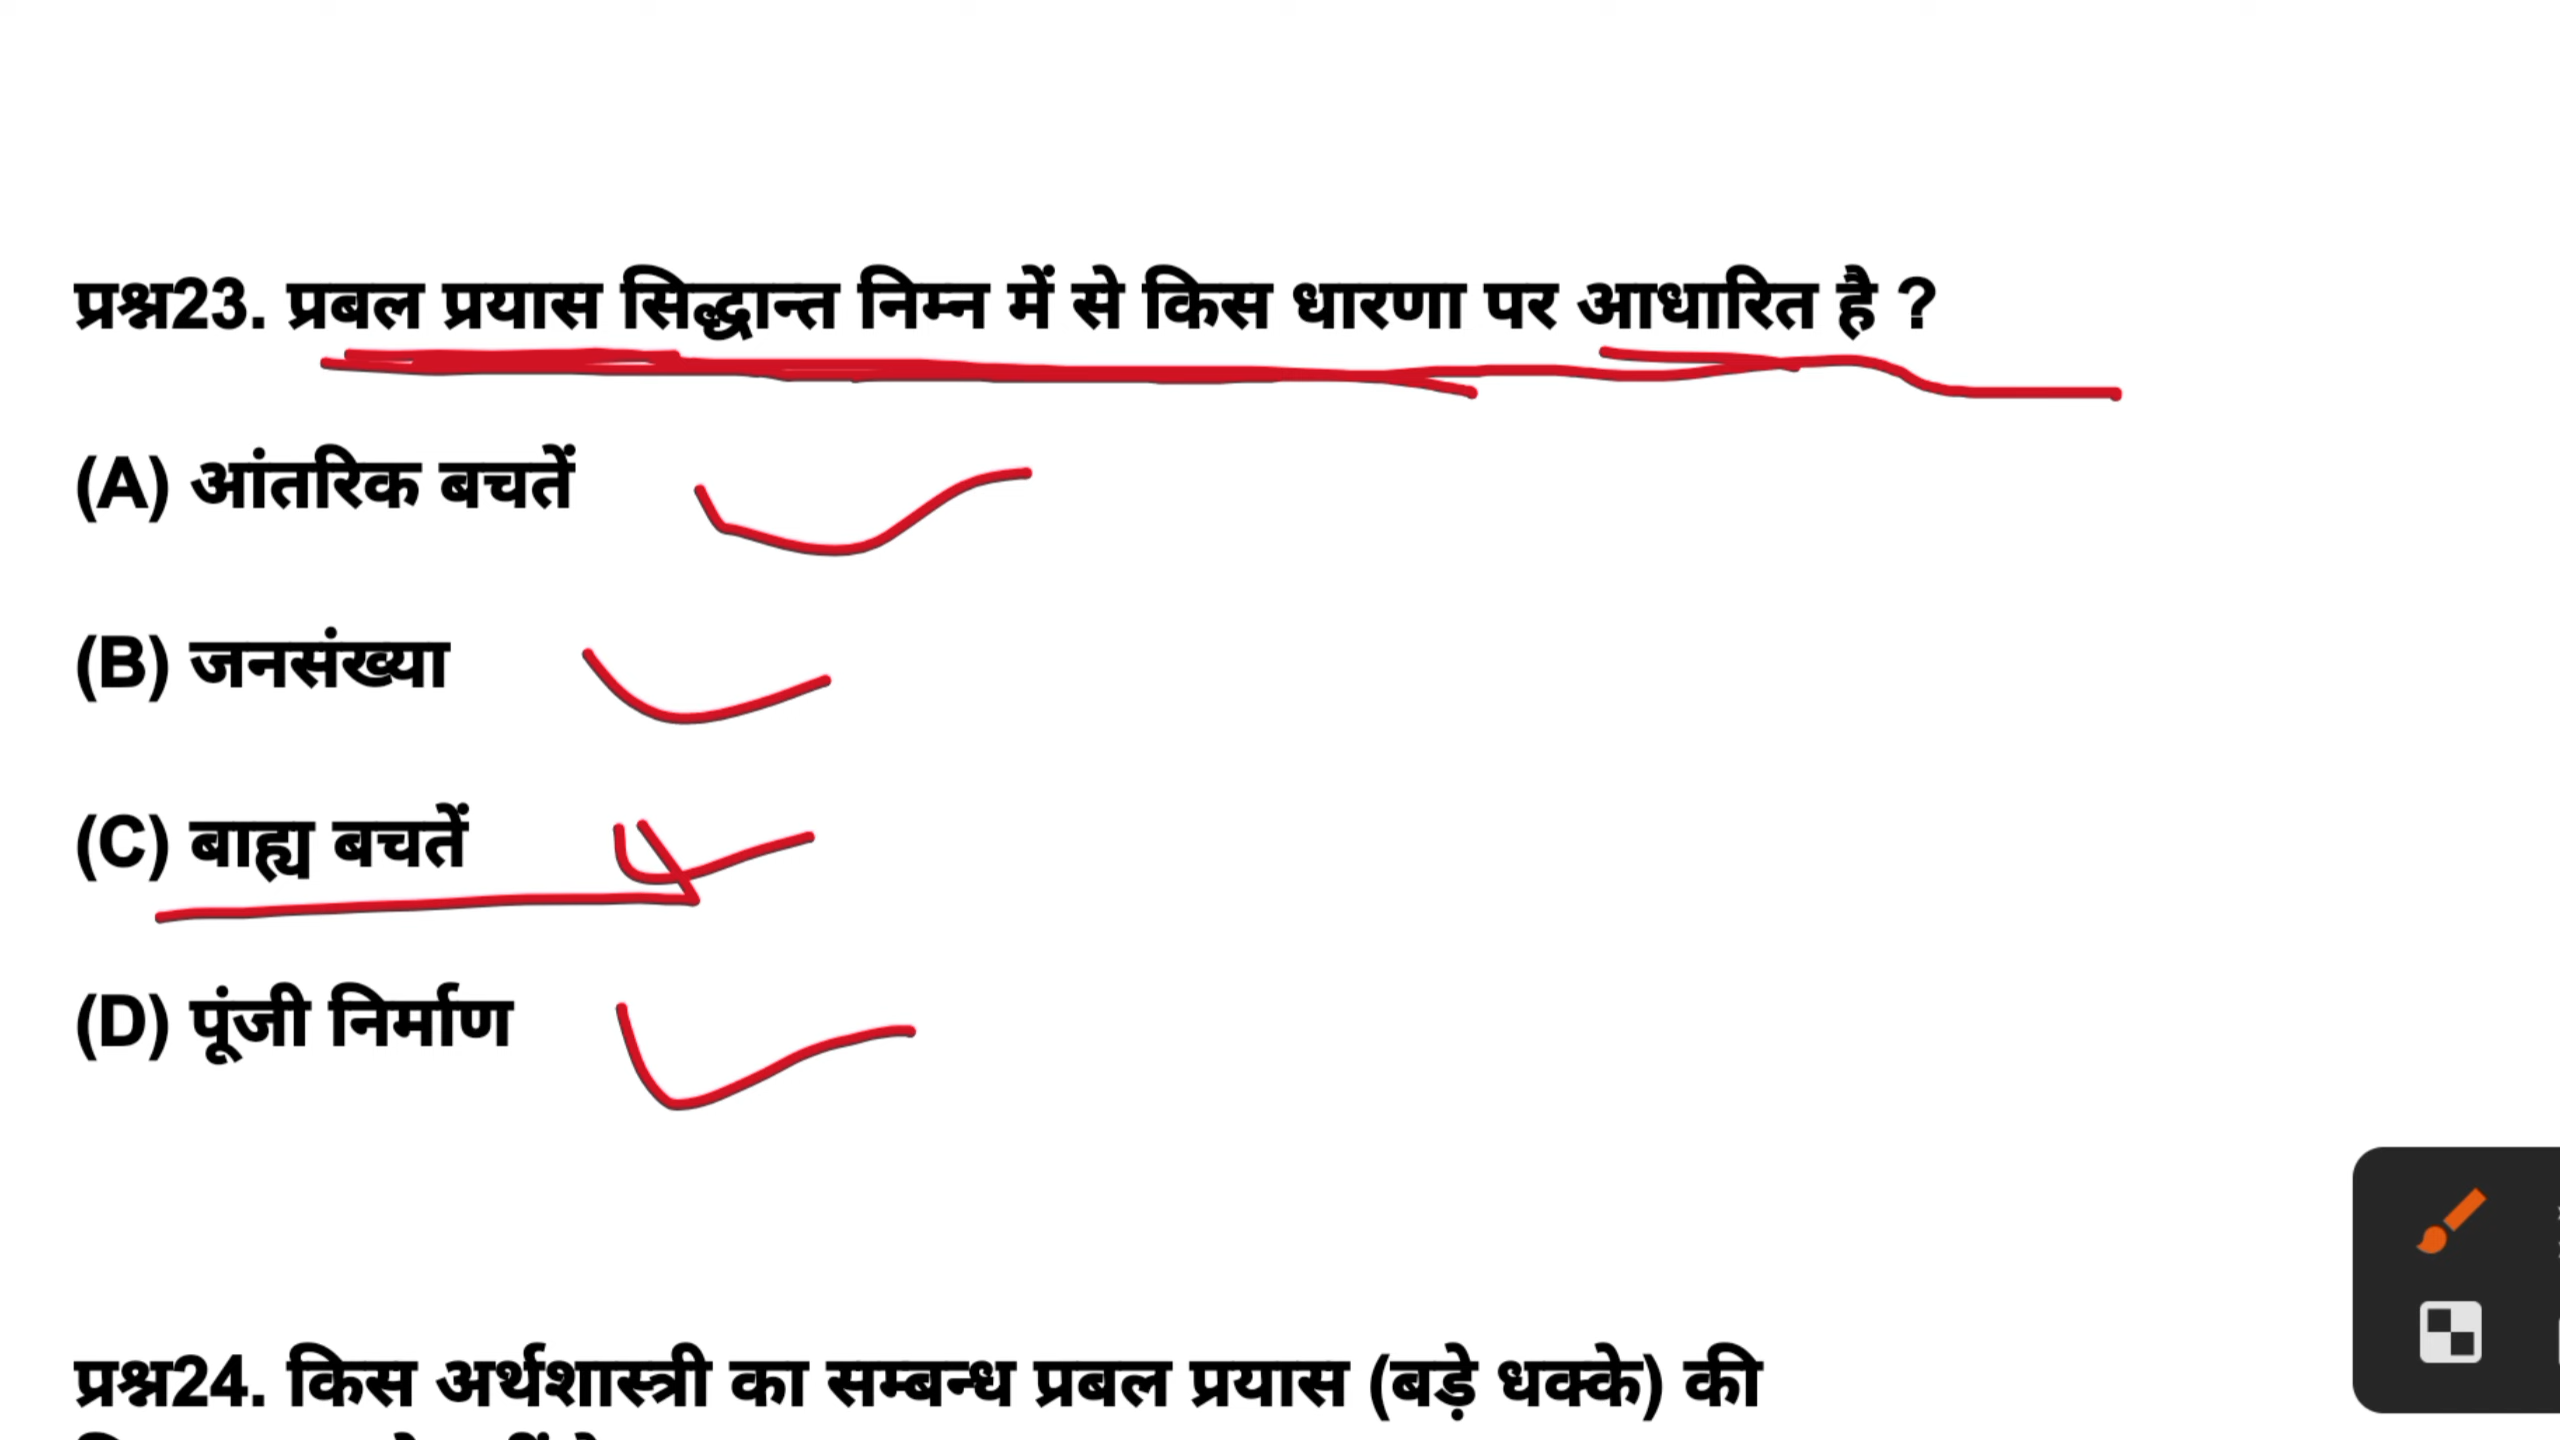 प्रश्न23. प्रबल प्रयास सिद्धान्त निम्न में से किस धारणा पर आधारित है ?
(A) आंतरिक बचतें
(B) जनसंख्या
(C) बाह्य बचतें
(D) पूंजी निर्माण
प्रश्न24. किस अर्थशास्त्री का सम्बन्ध प्रबल प्रयास (बड़े धक्के) की